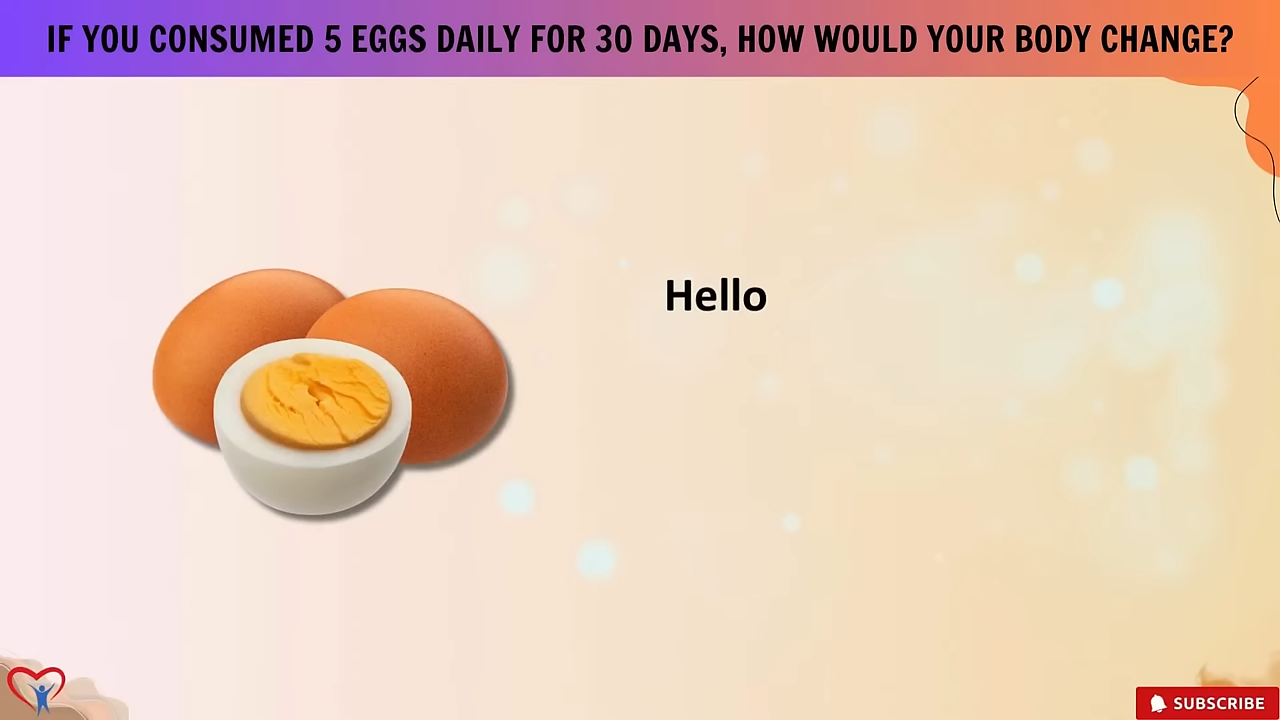 IF YOU CONSUMED 5 EGGS DAILY FOR 30 DAYS, HOW WOULD YOUR BODY CHANGE?
Hello
SUBSCRIBE